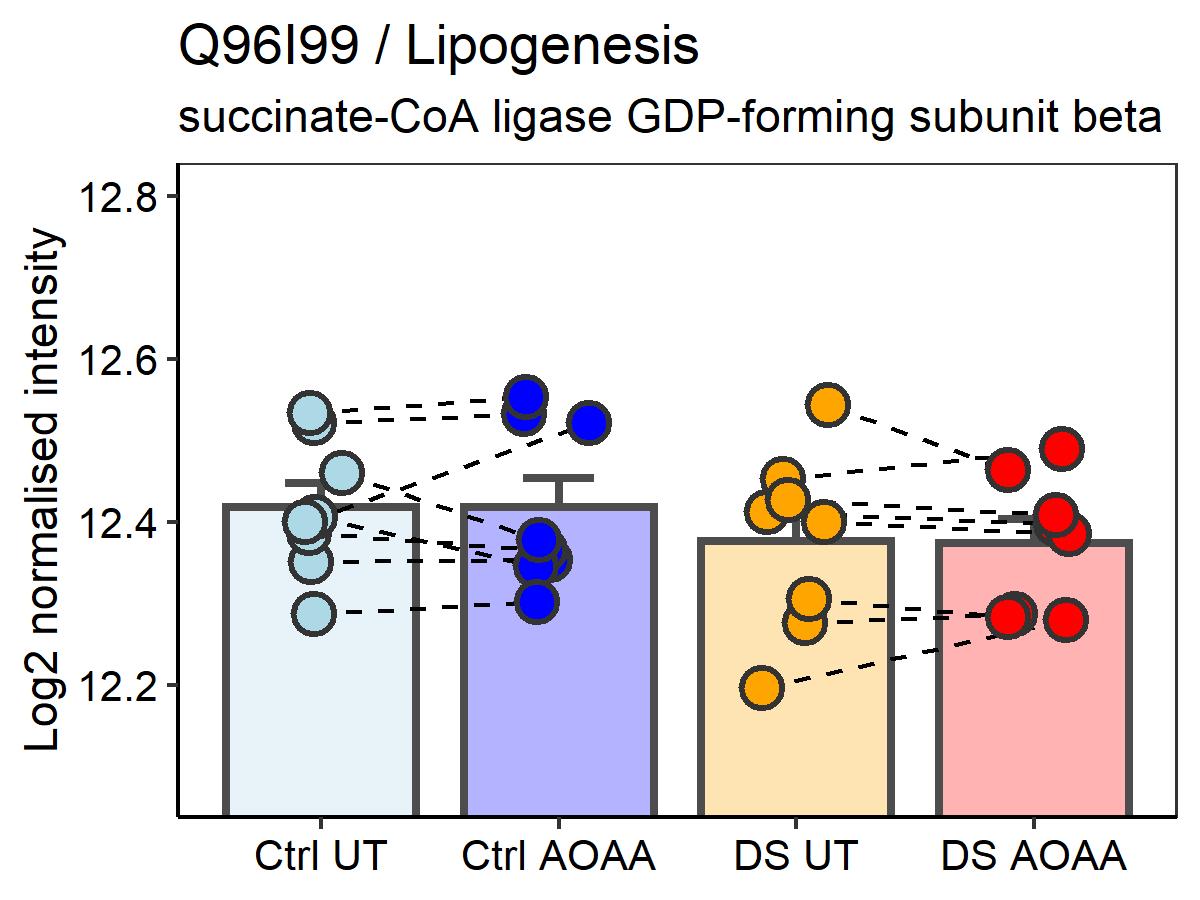 Q96I99 / Lipogenesis
succinate-CoA ligase GDP-forming subunit beta
Log2 normalised intensity
12.8
12.6
12.4
12.2
Ctrl UT
Ctrl AOAA
DS UT
DS AOAA